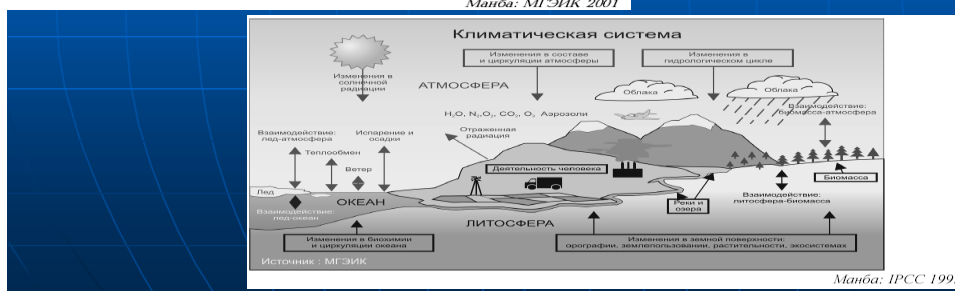 Манба: МГЭИК 2001
Климатическая система
Изменения в составе
и циркуляции атмосферы
Изменения в
гидрологическом цикле
Изменения в
солнечной
радиации
АТМОСФЕРА
Облака
Облака
H₂O, N₂,O₂, CO₂, O₃ Аэрозоли
Взаимодействие:
биомасса-атмосфера
Взаимодействие:
лед-атмосфера
Испарение и
осадки
Отраженная
радиация
Теплообмен
Ветер
Деятельность человека
Биомасса
Лед
ОКЕАН
Реки и
озера
Взаимодействие:
литосфера-биомасса
Взаимодействие:
лед-океан
ЛИТОСФЕРА
Изменения в биохимии
и циркуляции океана
Изменения в земной поверхности:
орографии, землепользовании, растительности, экосистемах
Источник : МГЭИК
Манба: IPCC 199